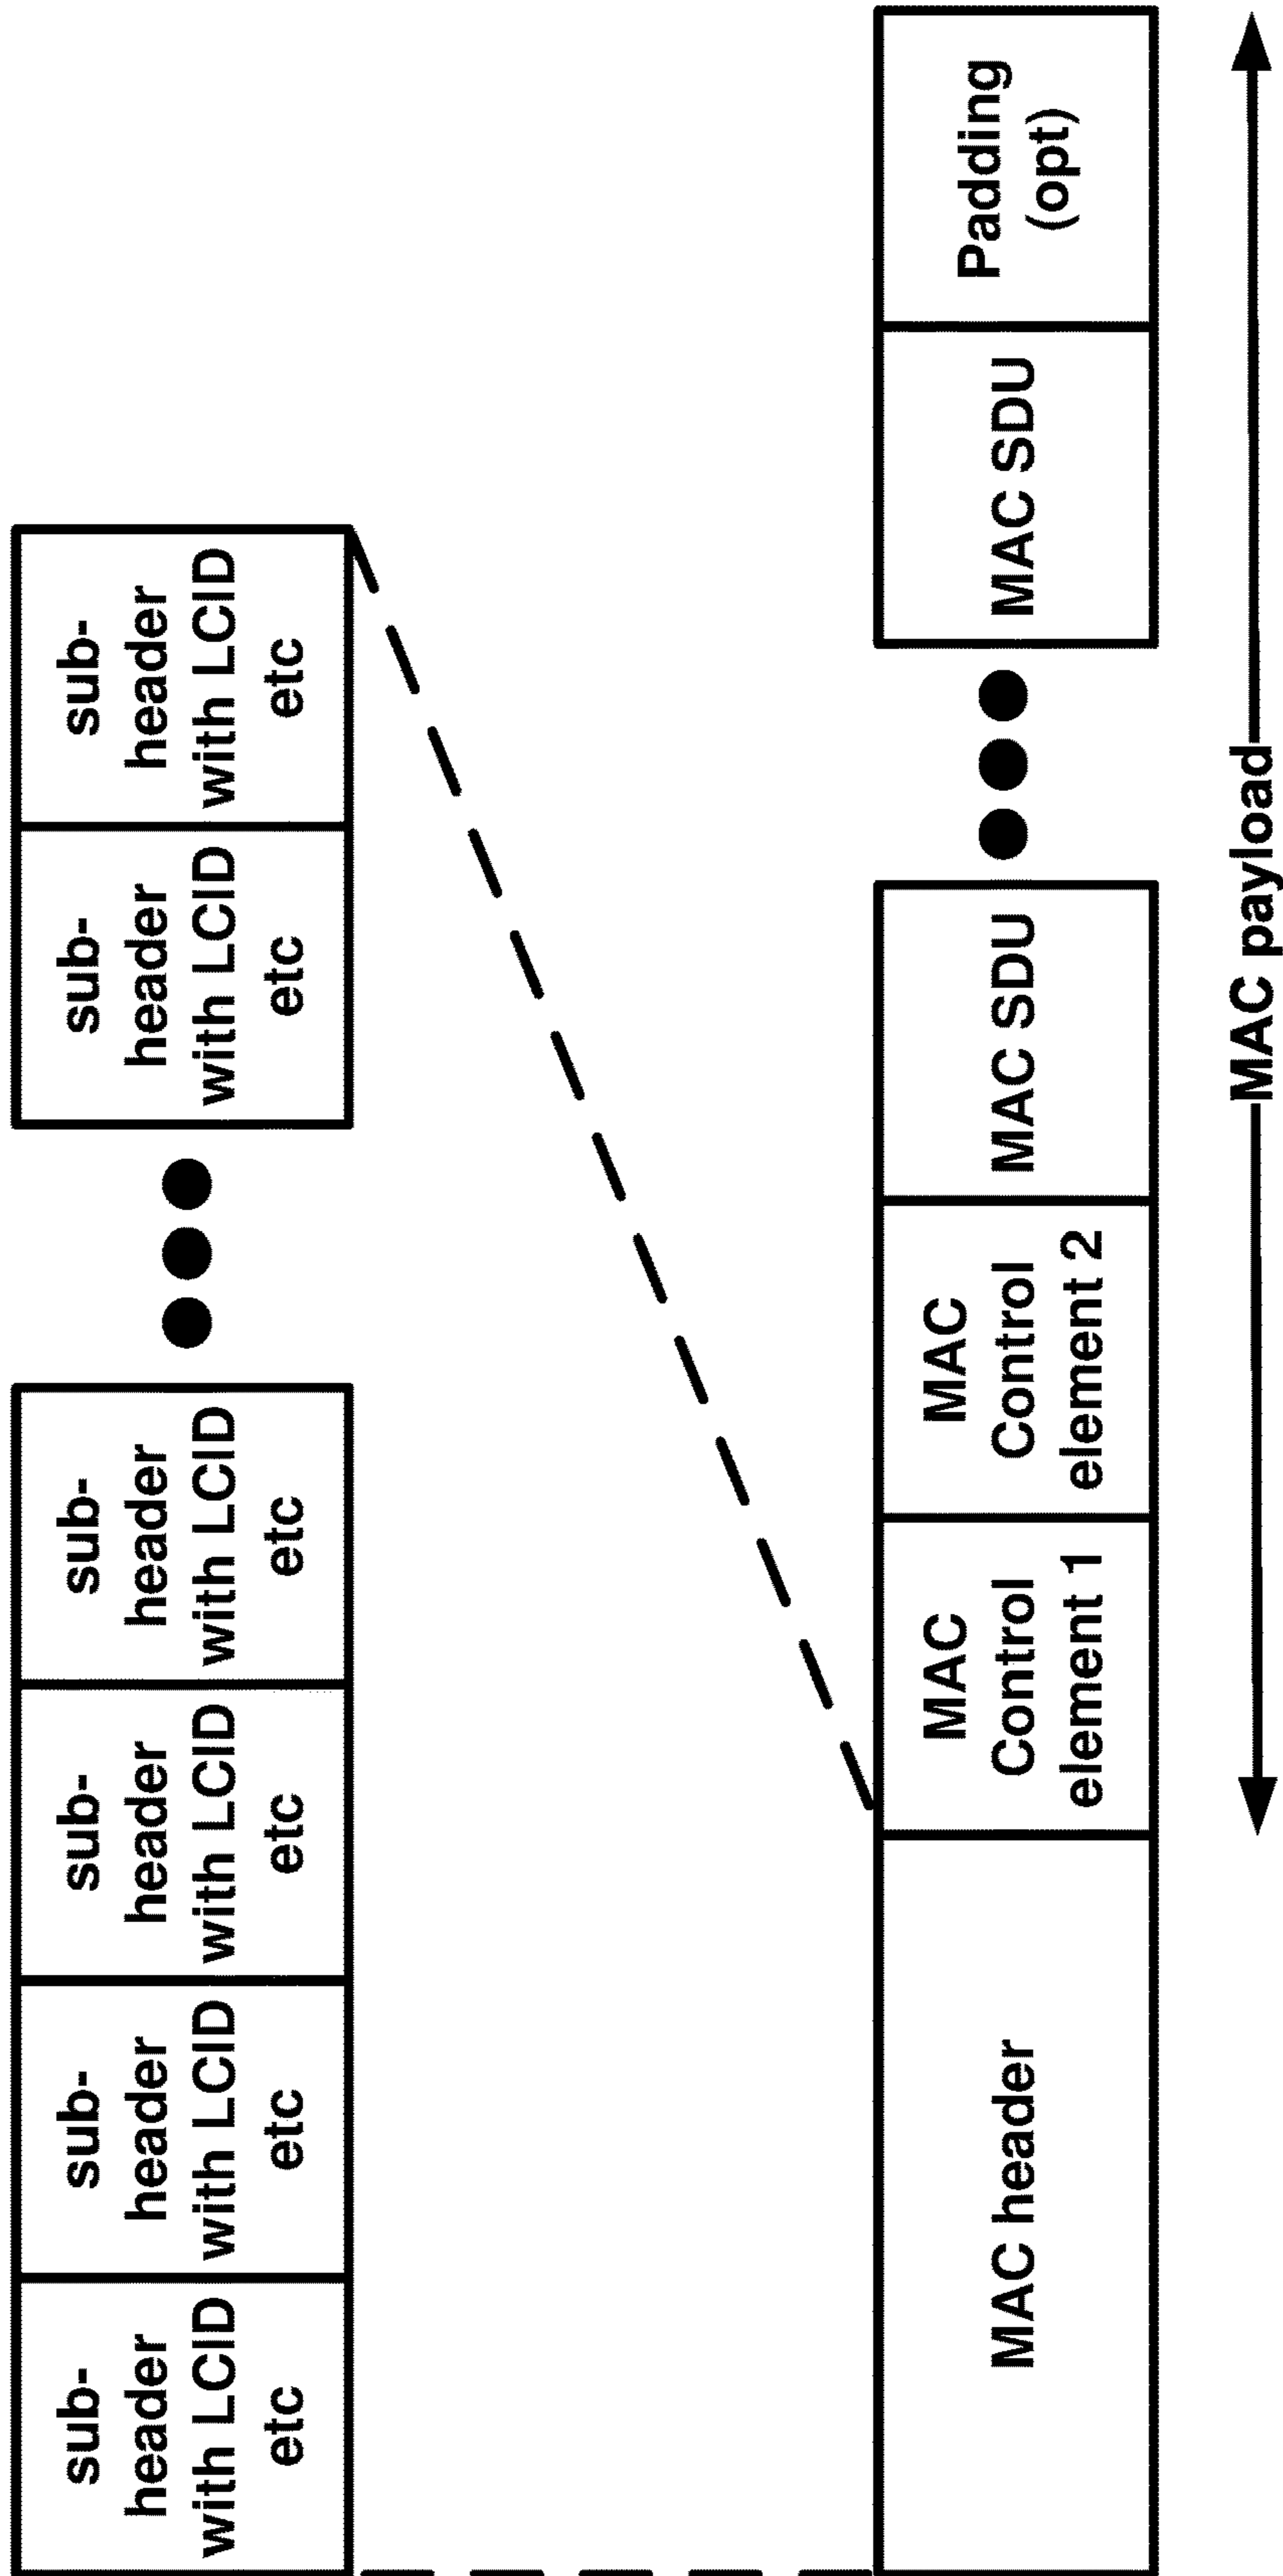 sub-
header
with LCID
etc
sub-
header
with LCID
etc
sub-
header
with LCID
etc
sub-
header
with LCID
etc
sub-
header
with LCID
etc
sub-
header
with LCID
etc
MAC header
MAC
Control
element 1
MAC
Control
element 2
MAC SDU
MAC SDU
Padding
(opt)
MAC payload